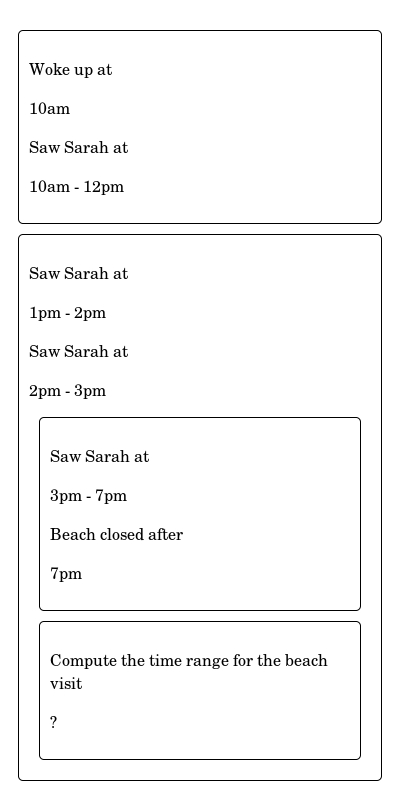 Woke up at
10am
Saw Sarah at
10am - 12pm
Saw Sarah at
1pm - 2pm
Saw Sarah at
2pm - 3pm
Saw Sarah at
3pm - 7pm
Beach closed after
7pm
Compute the time range for the beach
visit
?